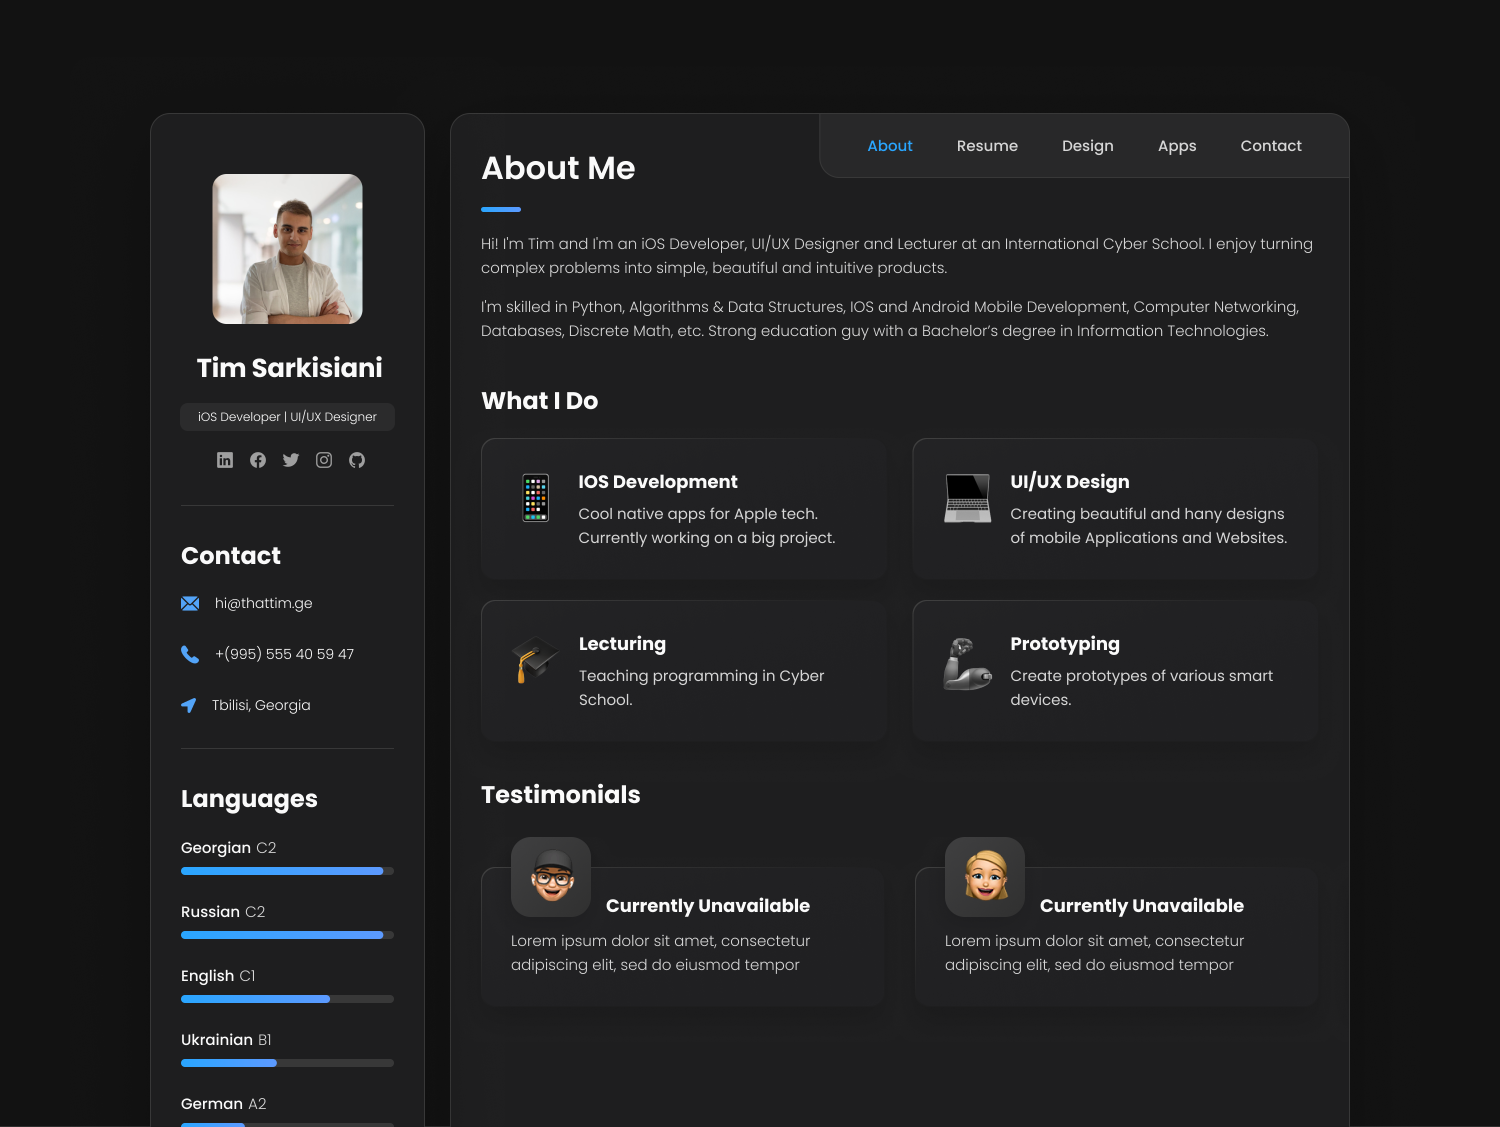 Tim Sarkisiani
iOS Developer | UI/UX Designer
Contact
hi@thattim.ge
+(995) 555 40 59 47
Tbilisi, Georgia
Languages
Georgian C2
Russian C2
English C1
Ukrainian B1
German A2
About Resume Design Apps Contact
About Me
Hi! I'm Tim and I'm an iOS Developer, UI/UX Designer and Lecturer at an International Cyber School. I enjoy turning
complex problems into simple, beautiful and intuitive products.
I'm skilled in Python, Algorithms & Data Structures, IOS and Android Mobile Development, Computer Networking,
Databases, Discrete Math, etc. Strong education guy with a Bachelor’s degree in Information Technologies.
What I Do
IOS Development
Cool native apps for Apple tech.
Currently working on a big project.
UI/UX Design
Creating beautiful and hany designs
of mobile Applications and Websites.
Lecturing
Teaching programming in Cyber
School.
Prototyping
Create prototypes of various smart
devices.
Testimonials
Currently Unavailable
Lorem ipsum dolor sit amet, consectetur
adipiscing elit, sed do eiusmod tempor
Currently Unavailable
Lorem ipsum dolor sit amet, consectetur
adipiscing elit, sed do eiusmod tempor